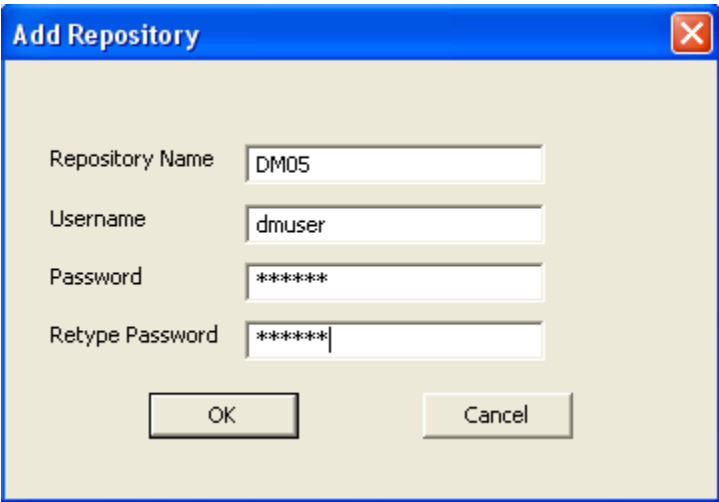 Add Repository
Repository Name DM05
Username dmuser
Password ******
Retype Password ******
OK Cancel